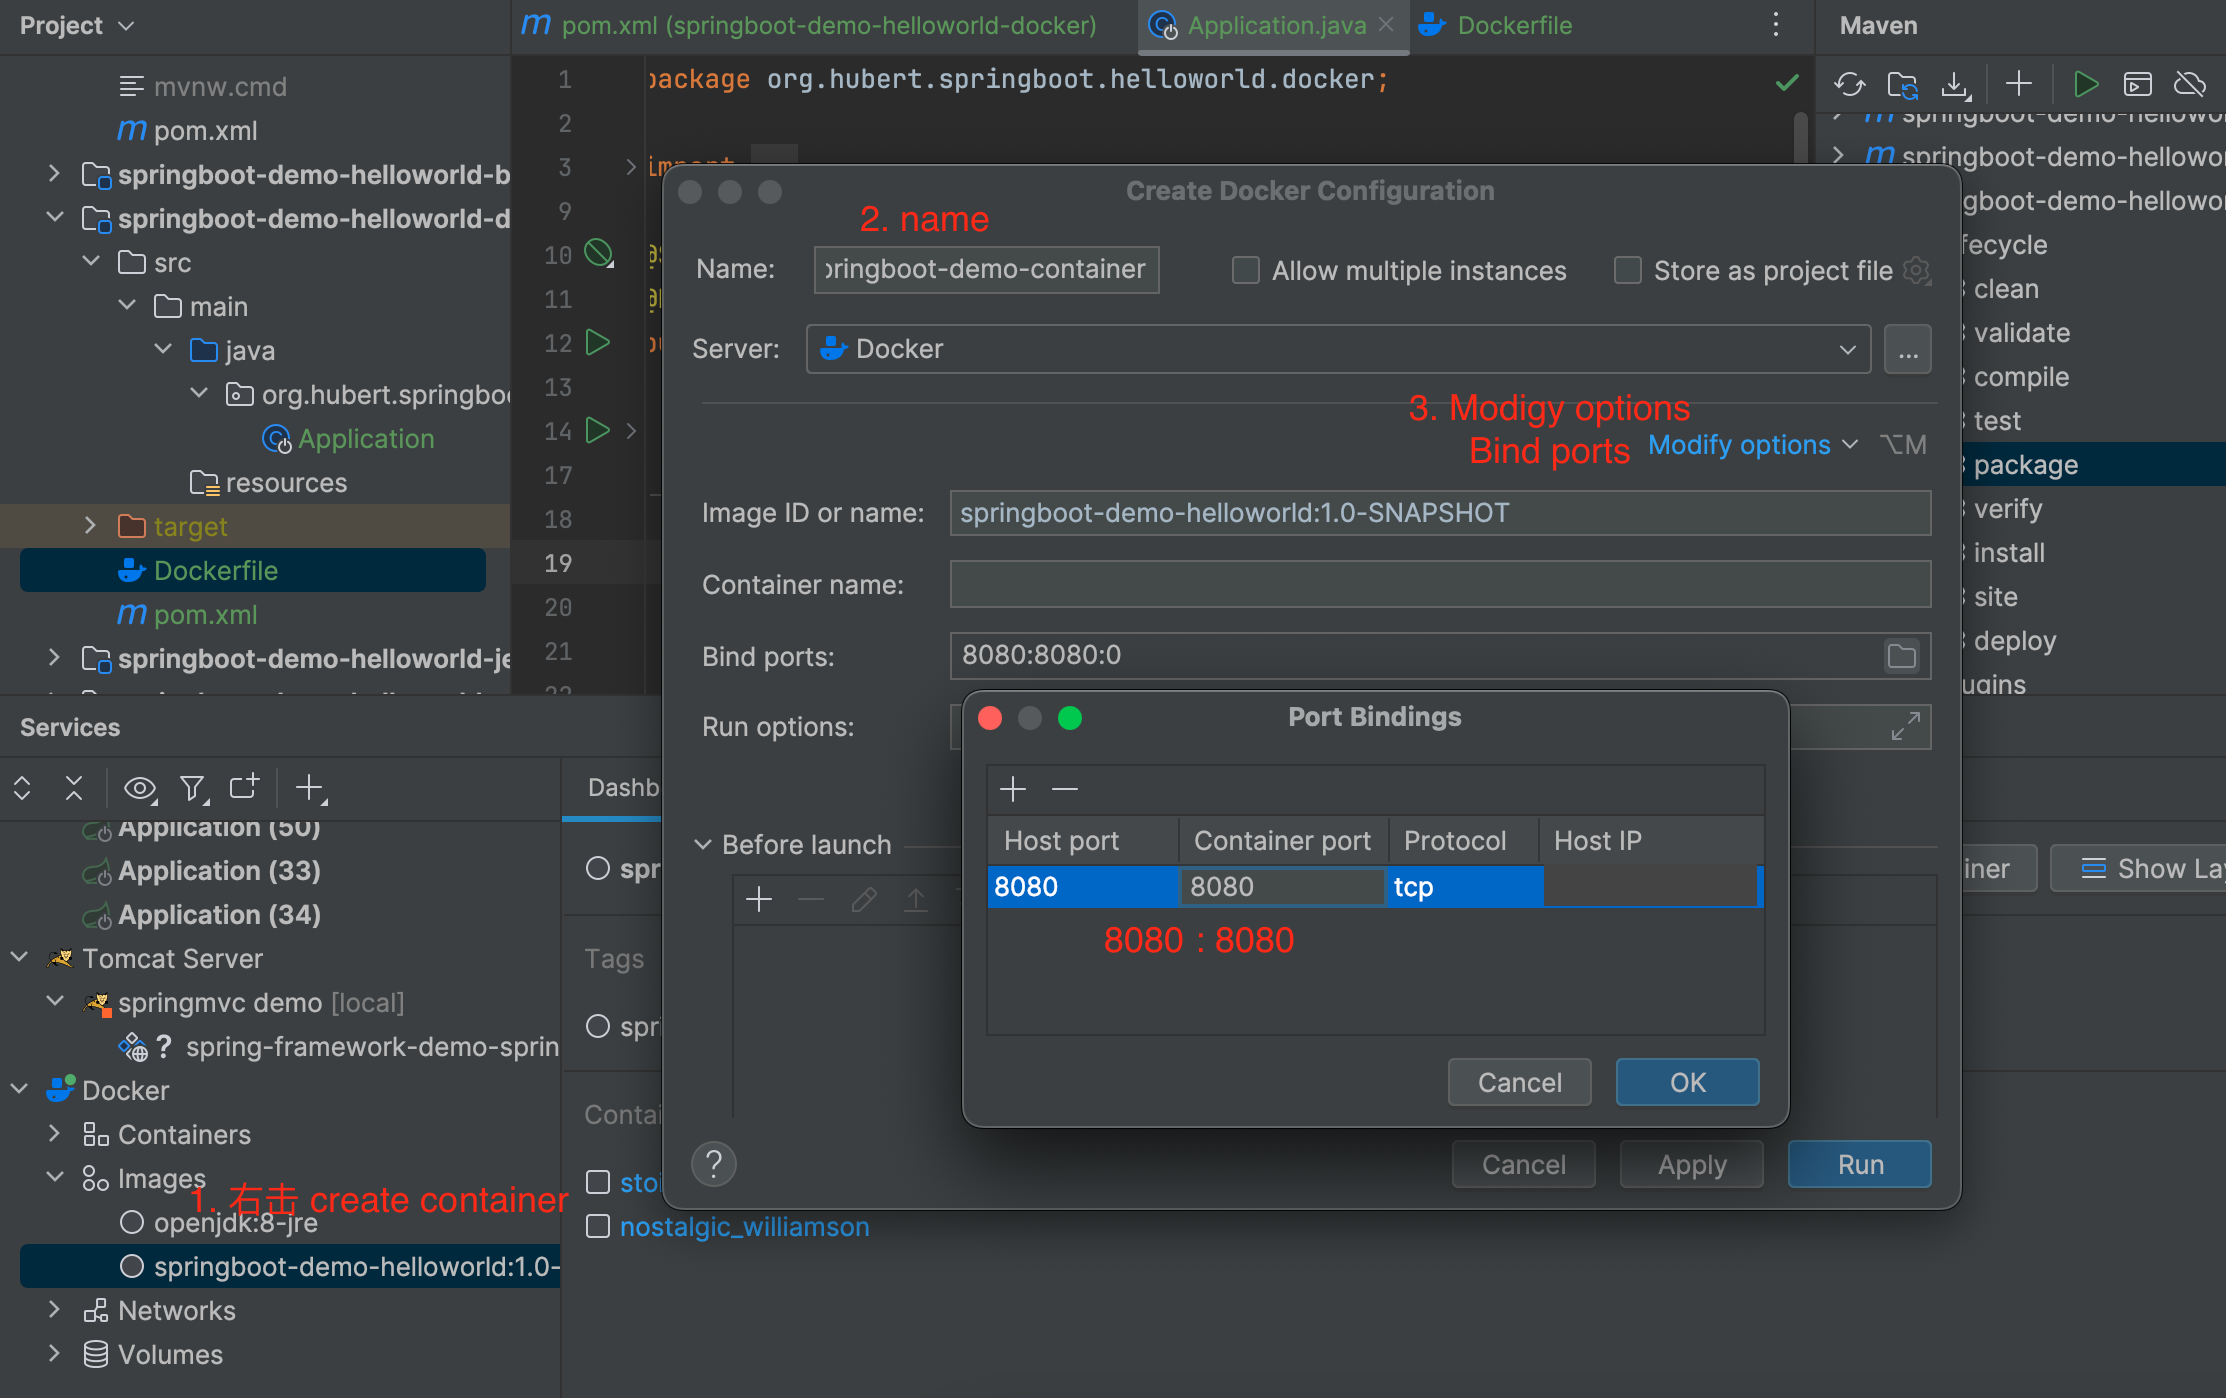 Project
pom.xml (springboot-demo-helloworld-docker)
Application.java
Dockerfile
Maven
mvnw.cmd
pom.xml
springboot-demo-helloworld-b
springboot-demo-helloworld-d
src
main
java
org.hubert.springboo
Application
resources
target
Dockerfile
pom.xml
springboot-demo-helloworld-je
1
2
3
9
10
11
12
13
14
17
18
19
20
21
22
package org.hubert.springboot.helloworld.docker;
import
springboot-demo-hellowor
springboot-demo-hellowor
gboot-demo-hellowor
fecycle
clean
validate
compile
test
package
verify
install
site
deploy
ugins
Create Docker Configuration
2. name
Name:
pringboot-demo-container
Allow multiple instances
Store as project file
Server:
Docker
...
3. Modigy options
Bind ports
Modify options
⌥M
Image ID or name:
springboot-demo-helloworld:1.0-SNAPSHOT
Container name:
Bind ports:
8080:8080:0
Run options:
Before launch
Port Bindings
Host port
Container port
Protocol
Host IP
8080
8080
tcp
8080 : 8080
Cancel
OK
?
Cancel
Apply
Run
Services
Application (50)
Application (33)
Application (34)
Tomcat Server
springmvc demo [local]
? spring-framework-demo-sprin
Docker
Containers
Images
1. 右击 create container
openjdk:8-jre
springboot-demo-helloworld:1.0-
Networks
Volumes
Dashb
spr
Tags
spri
Contai
stoi
nostalgic_williamson
iner
Show Lay